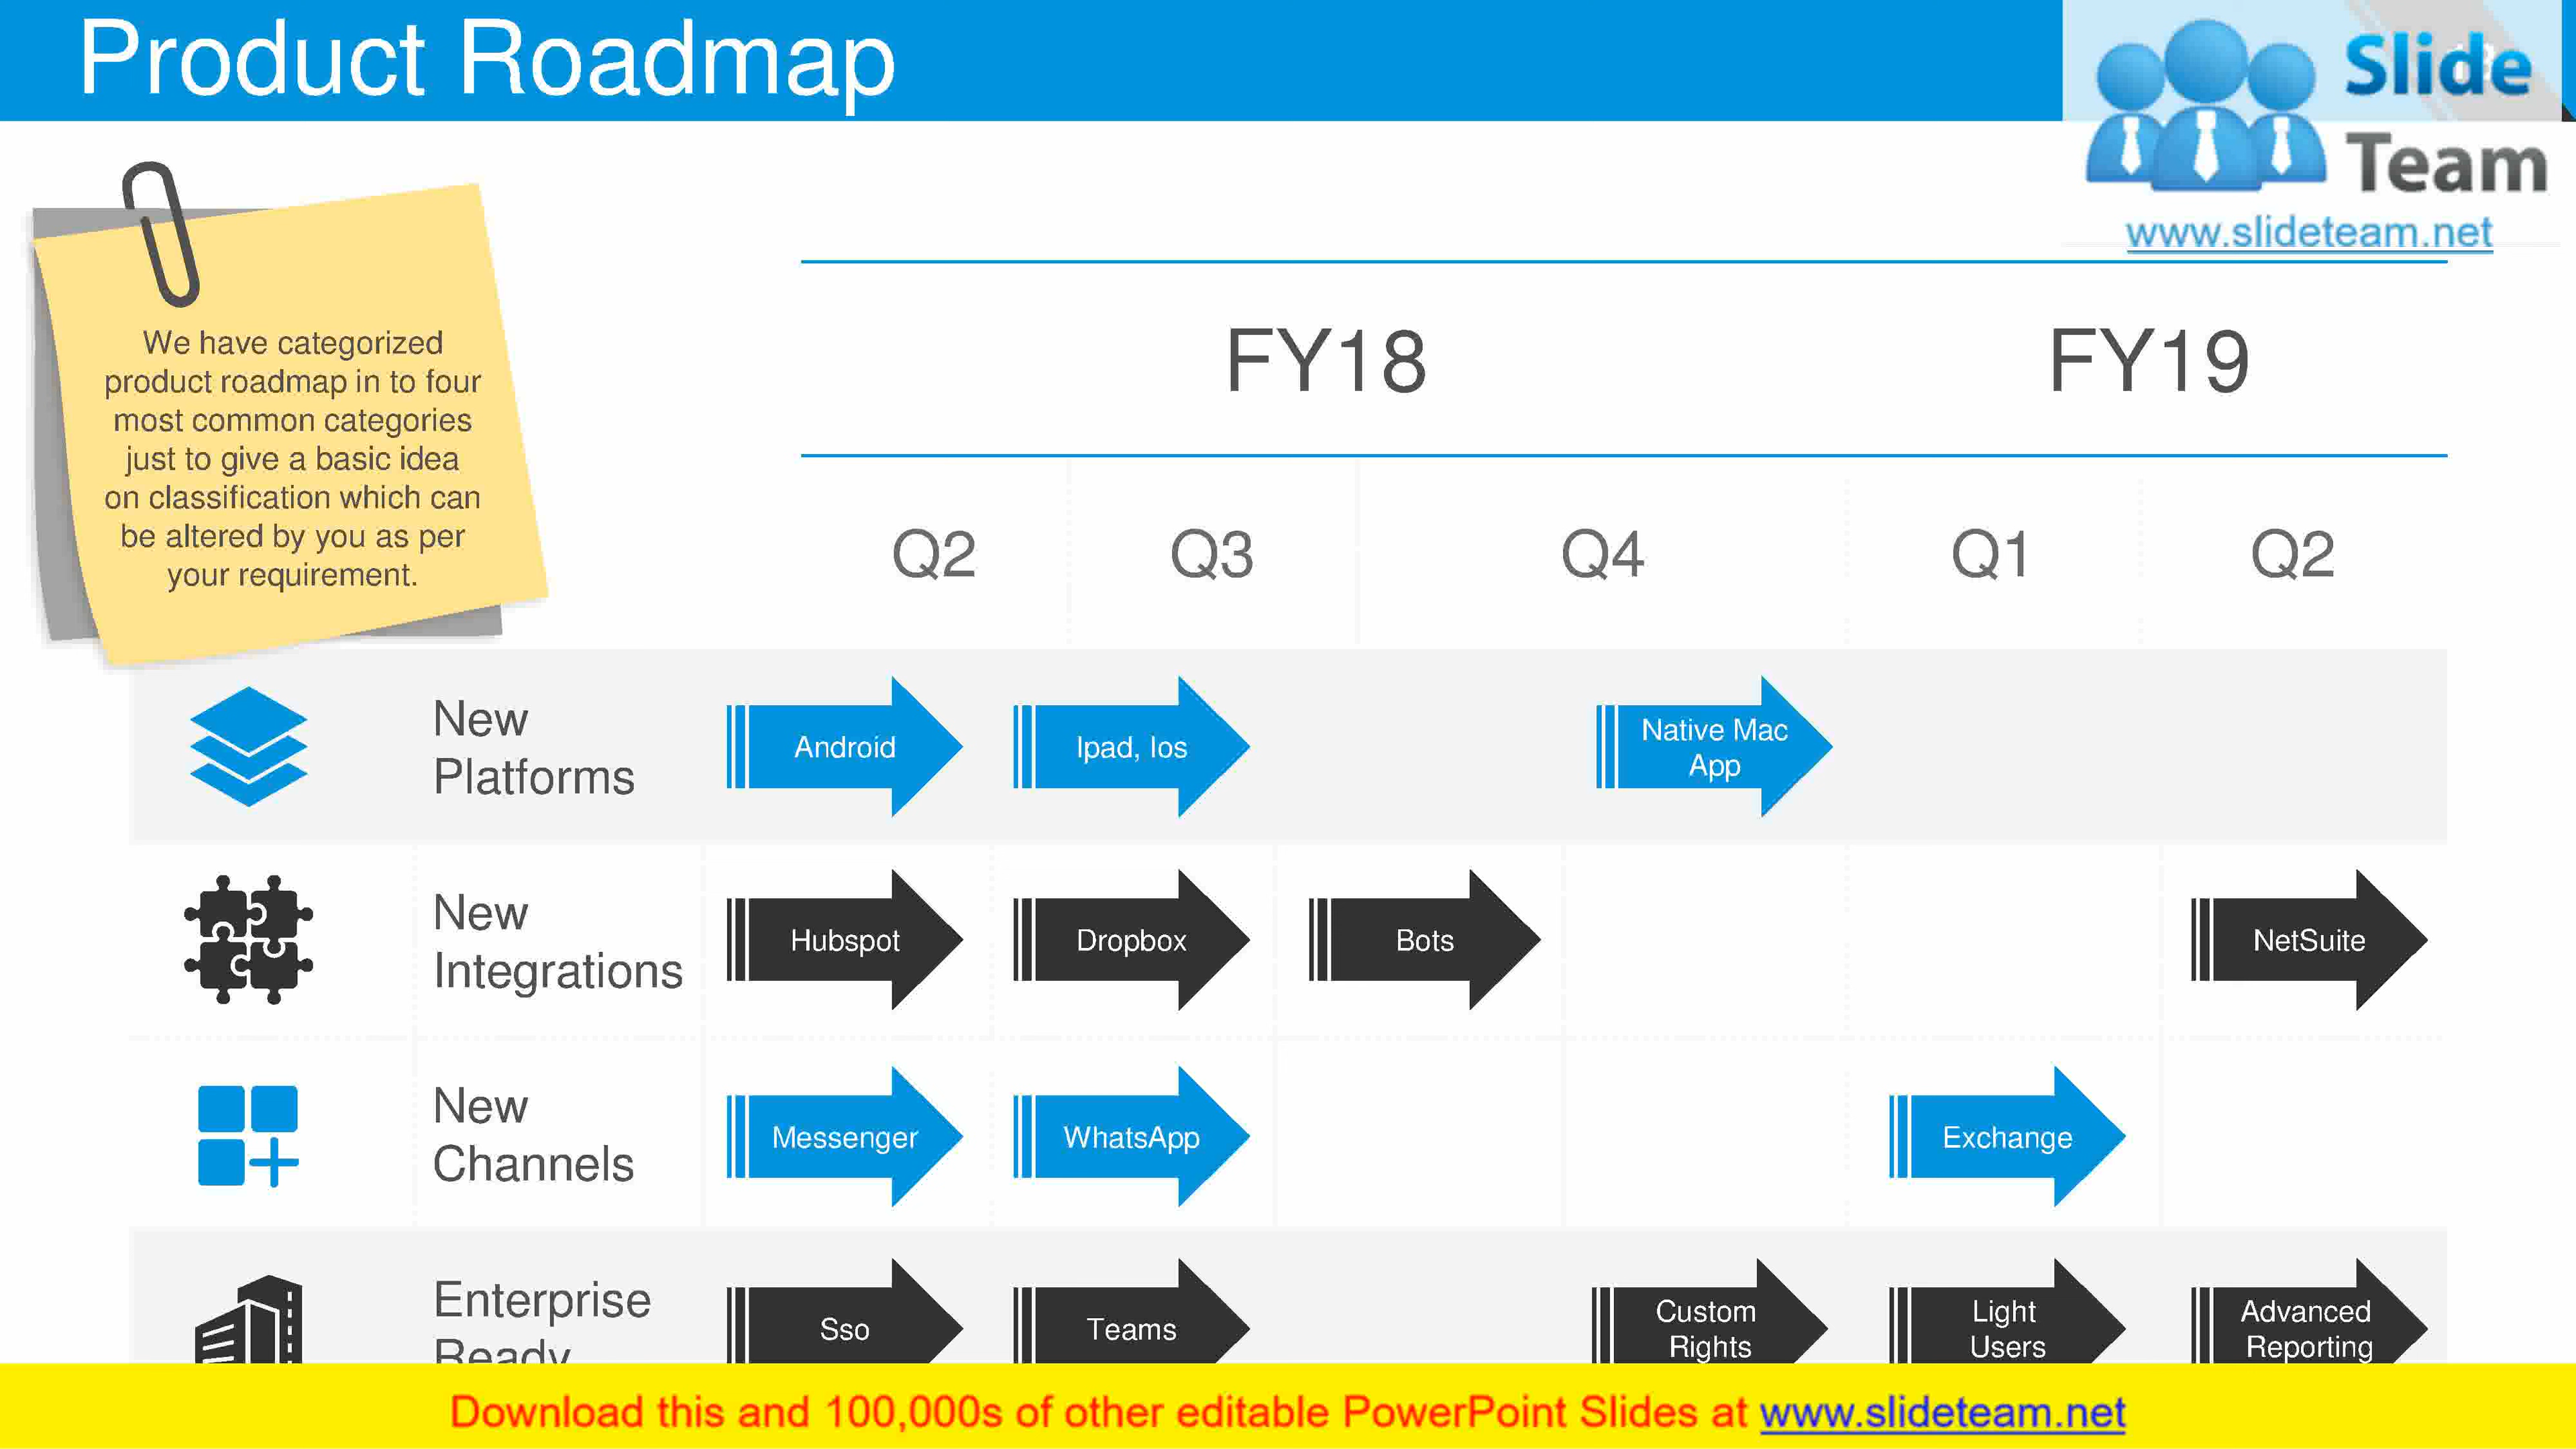 Product Roadmap
Slide
Team
www.slideteam.net
We have categorized
product roadmap in to four
most common categories
just to give a basic idea
on classification which can
be altered by you as per
your requirement.
FY18 FY19
Q2 Q3 Q4 Q1 Q2
New
Platforms
Android
Ipad, Ios
Native Mac
App
New
Integrations
Hubspot
Dropbox
Bots
NetSuite
New
Channels
Messenger
WhatsApp
Exchange
Enterprise
Ready
Sso
Teams
Custom
Rights
Light
Users
Advanced
Reporting
Download this and 100,000s of other editable PowerPoint Slides at www.slideteam.net